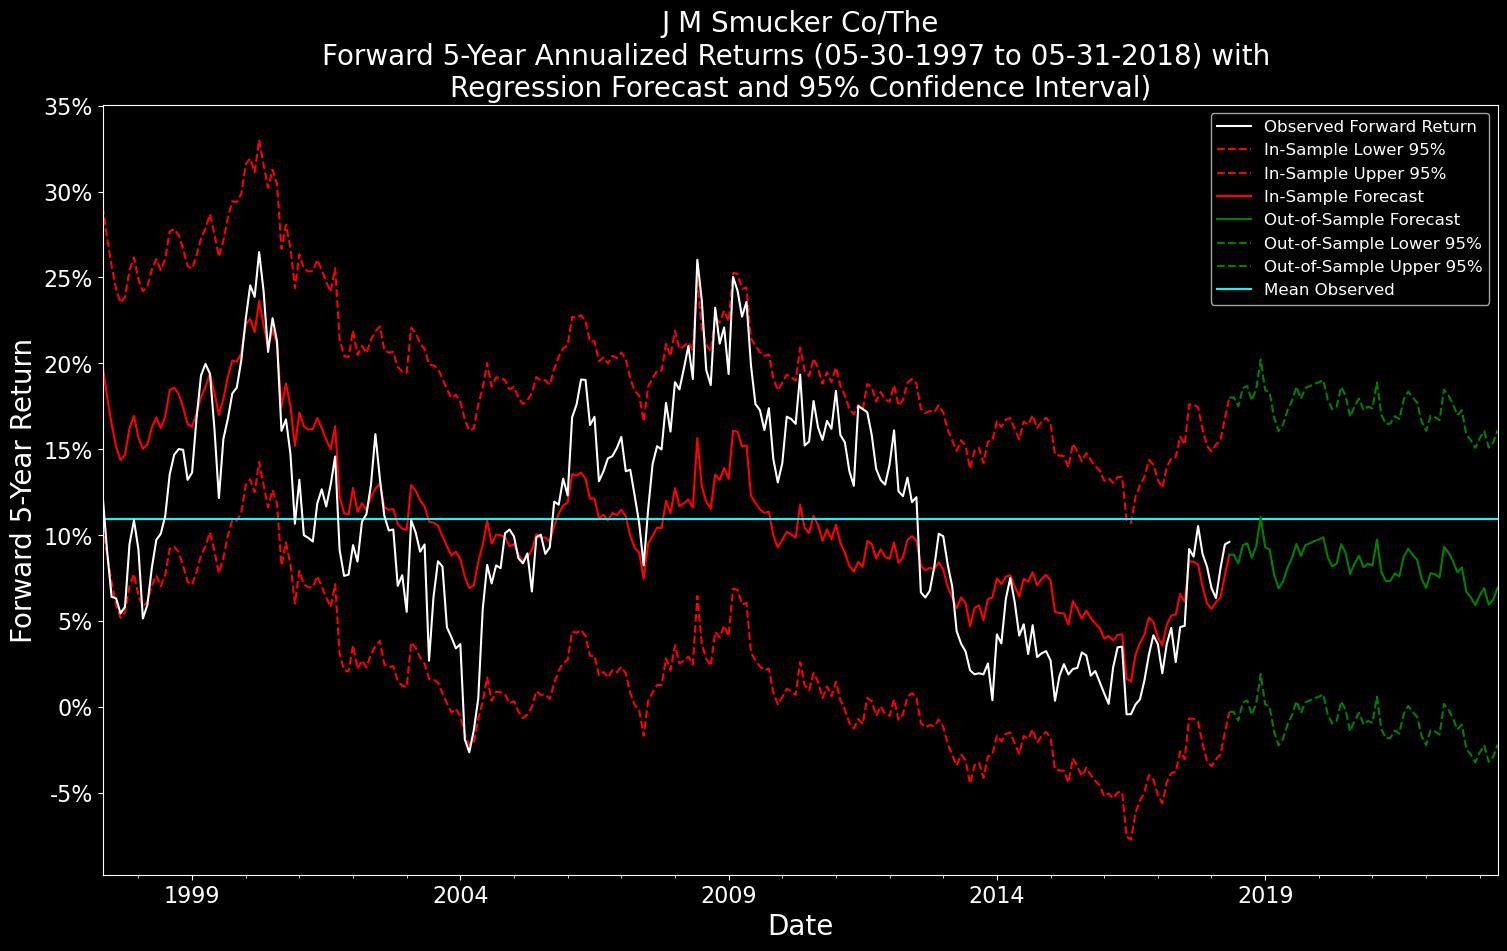 J M Smucker Co/The
Forward 5-Year Annualized Returns (05-30-1997 to 05-31-2018) with
Regression Forecast and 95% Confidence Interval)
35%
30%
25%
20%
15%
10%
5%
0%
-5%
Forward 5-Year Return
Observed Forward Return
In-Sample Lower 95%
In-Sample Upper 95%
In-Sample Forecast
Out-of-Sample Forecast
Out-of-Sample Lower 95%
Out-of-Sample Upper 95%
Mean Observed
1999
2004
2009
2014
2019
Date